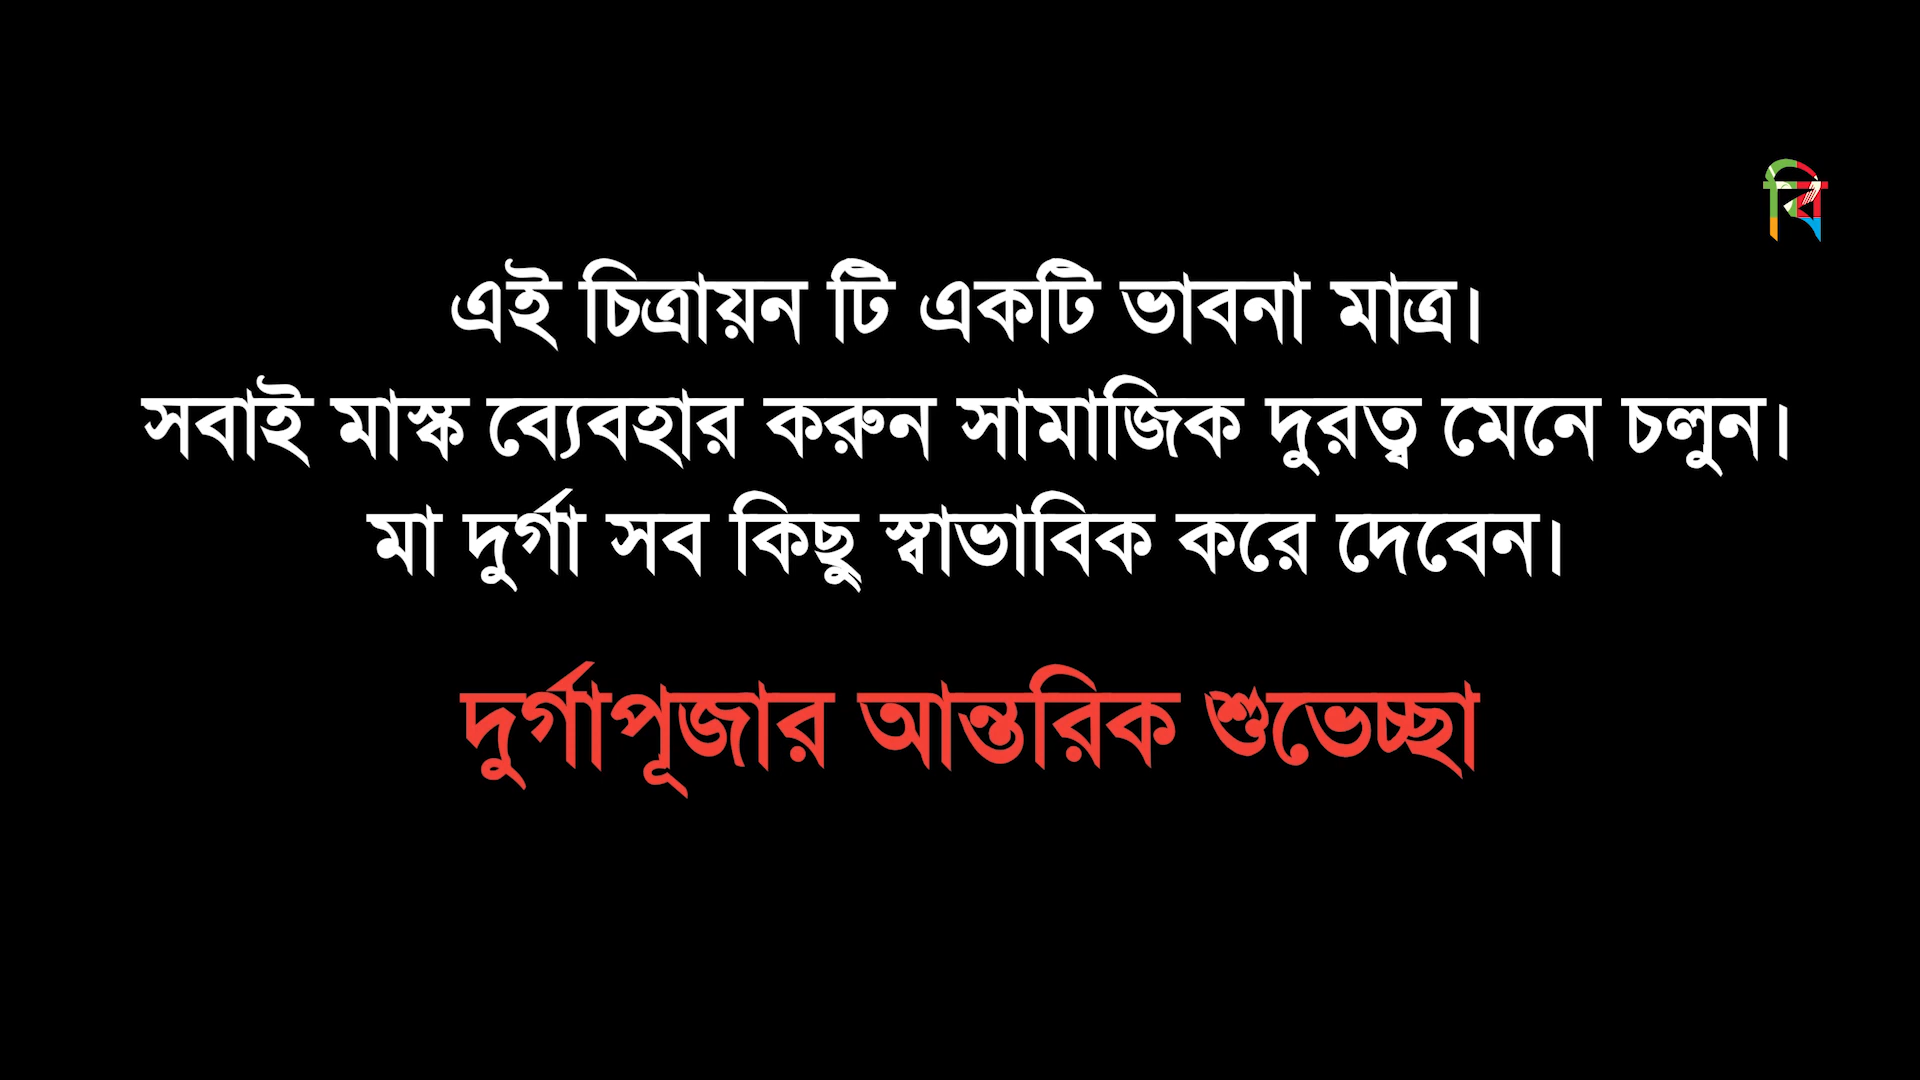 বি
এই চিত্রায়ন টি একটি ভাবনা মাত্র।
সবাই মাস্ক ব্যেবহার করুন সামাজিক দুরত্ব মেনে চলুন।
মা দুর্গা সব কিছু স্বাভাবিক করে দেবেন।
দুর্গাপূজার আন্তরিক শুভেচ্ছা